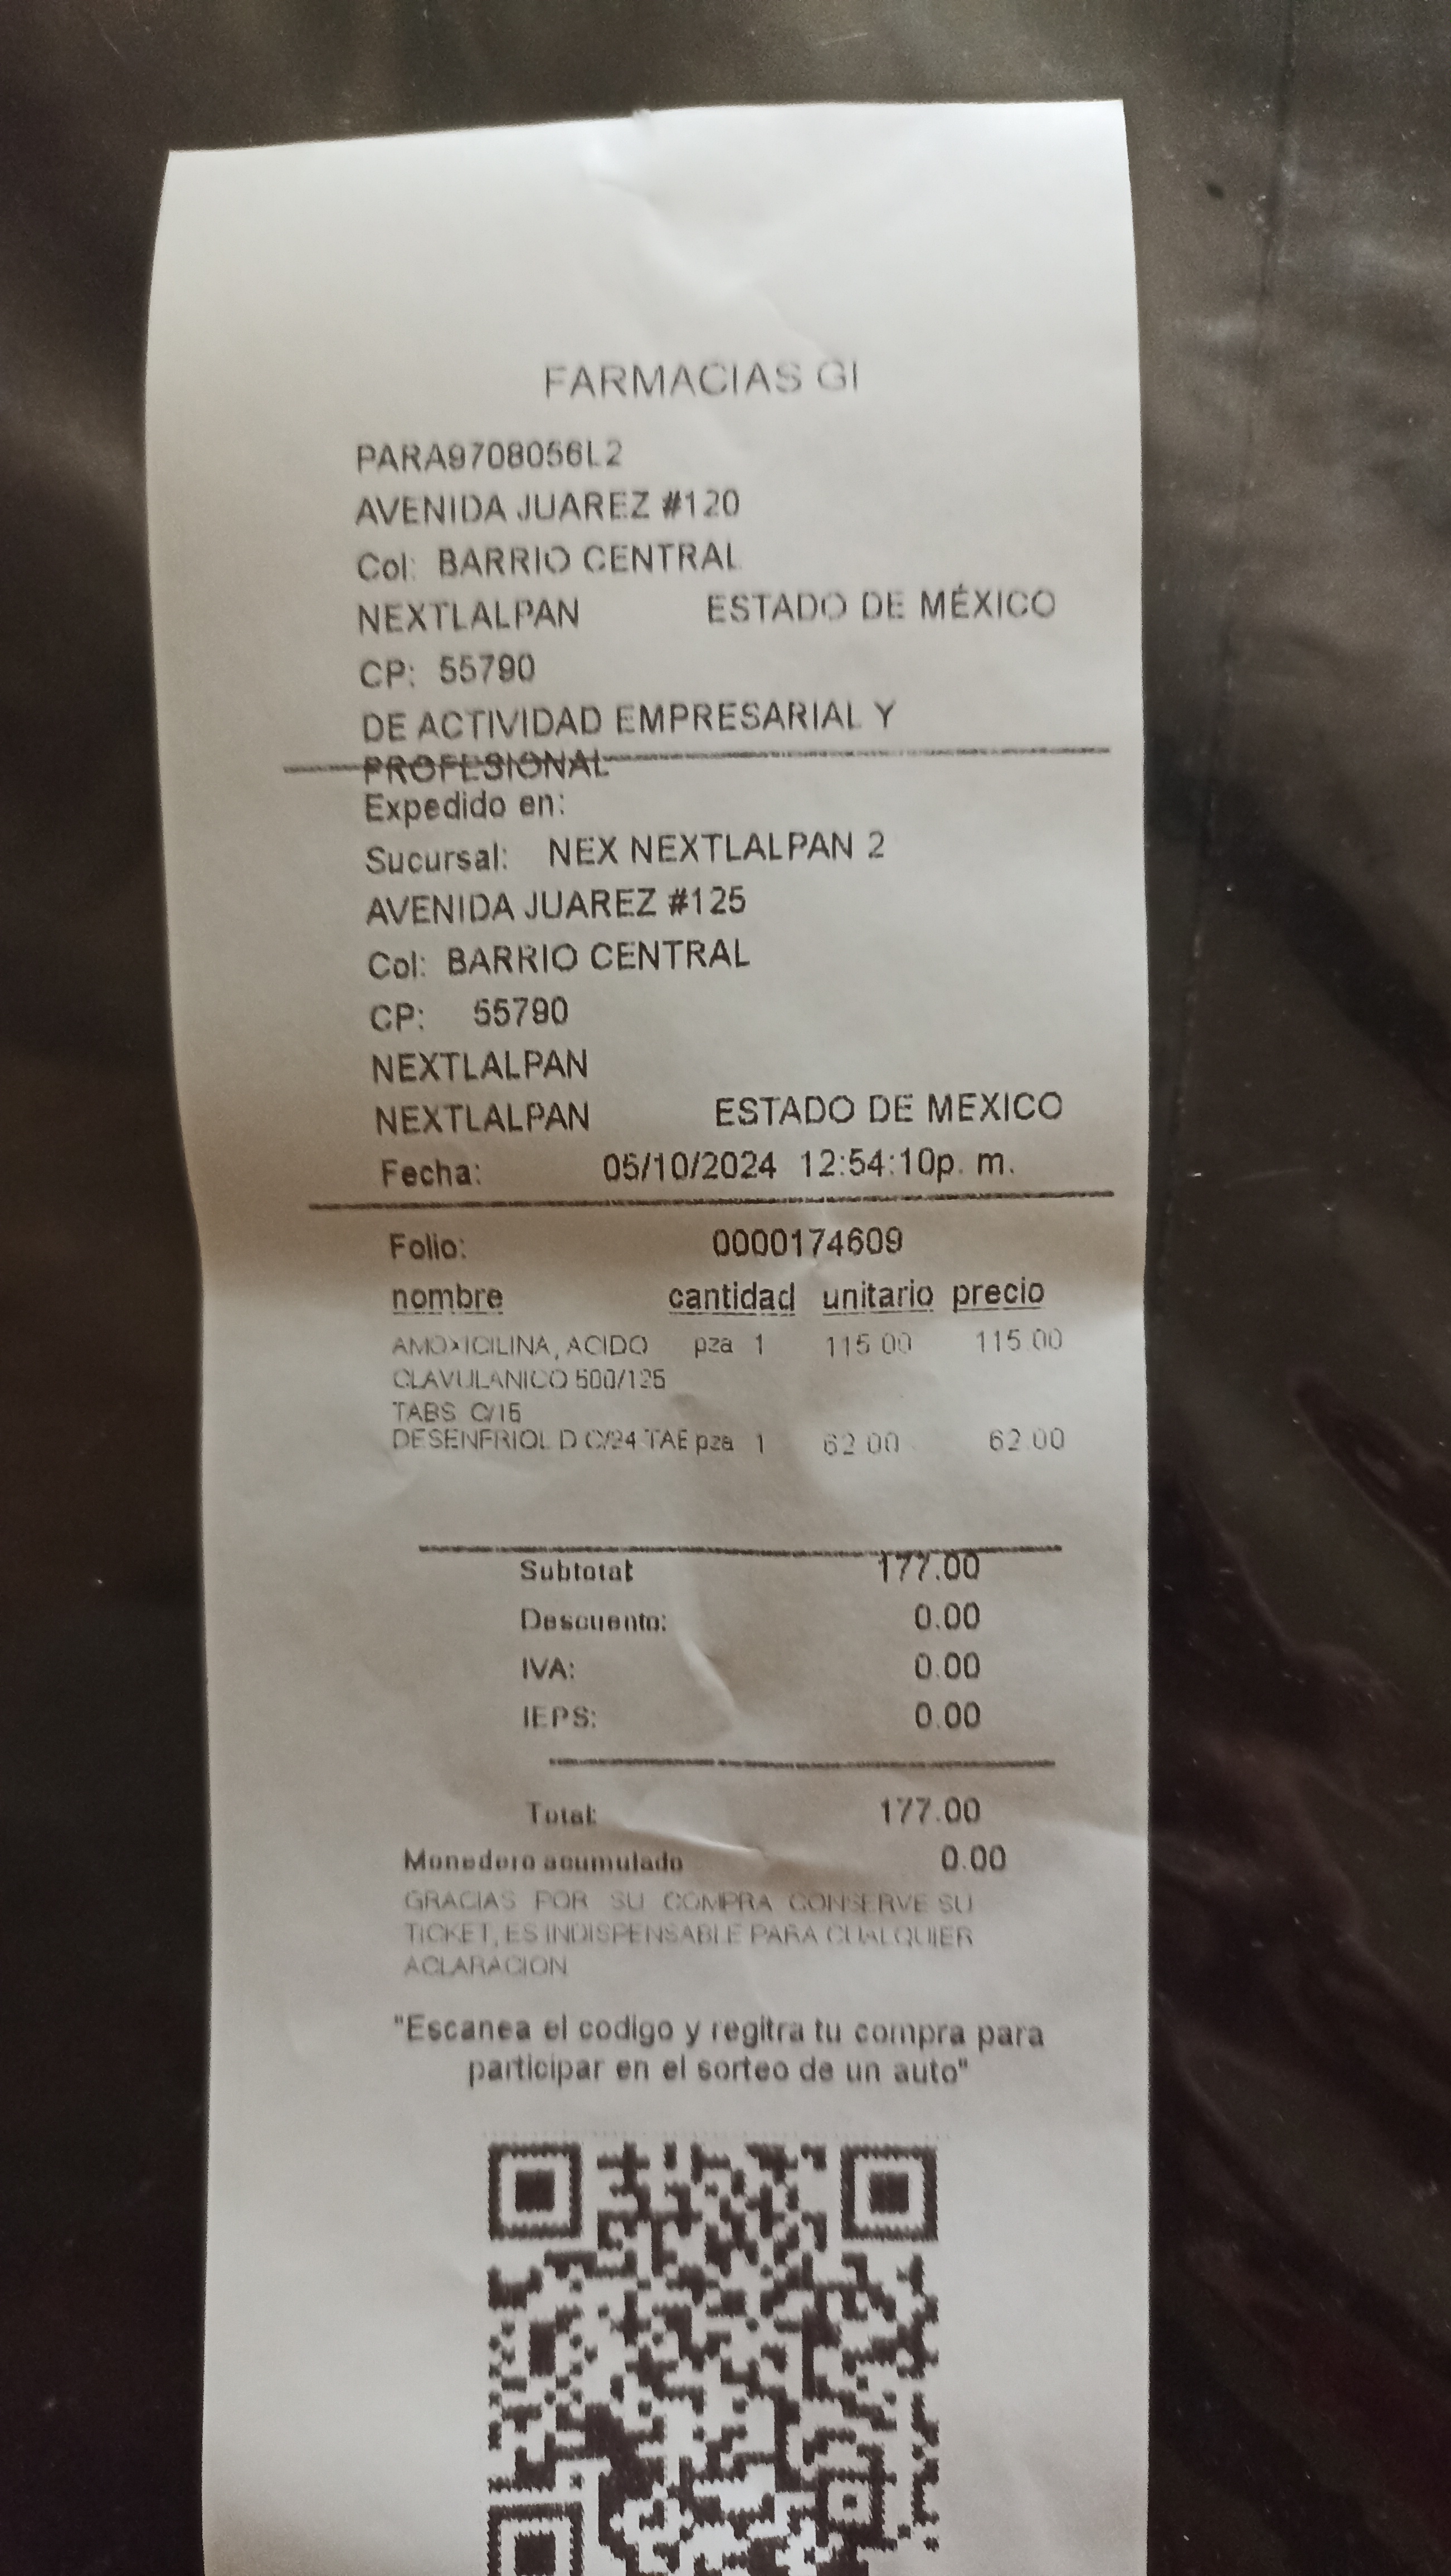 FARMACIAS GI
PARA9708056L2
AVENIDA JUAREZ #120
Col: BARRIO CENTRAL
NEXTLALPAN ESTADO DE MÉXICO
CP: 55790
DE ACTIVIDAD EMPRESARIAL Y
PROFESIONAL
Expedido en:
Sucursal: NEX NEXTLALPAN 2
AVENIDA JUAREZ #125
Col: BARRIO CENTRAL
CP: 55790
NEXTLALPAN
NEXTLALPAN ESTADO DE MEXICO
Fecha: 05/10/2024 12:54:10p. m.
Folio: 0000174609
nombre cantidad unitario precio
AMOXICILINA, ACIDO pza 1 115.00 115.00
CLAVULANICO 500/125
TABS C/15
DESENFRIOL D C/24 TAB pza 1 62.00 62.00
Subtotal: 177.00
Descuento: 0.00
IVA: 0.00
IEPS: 0.00
Total: 177.00
Monedero acumulado 0.00
GRACIAS POR SU COMPRA CONSERVE SU
TICKET, ES INDISPENSABLE PARA CUALQUIER
ACLARACION
"Escanea el codigo y regitra tu compra para
participar en el sorteo de un auto"